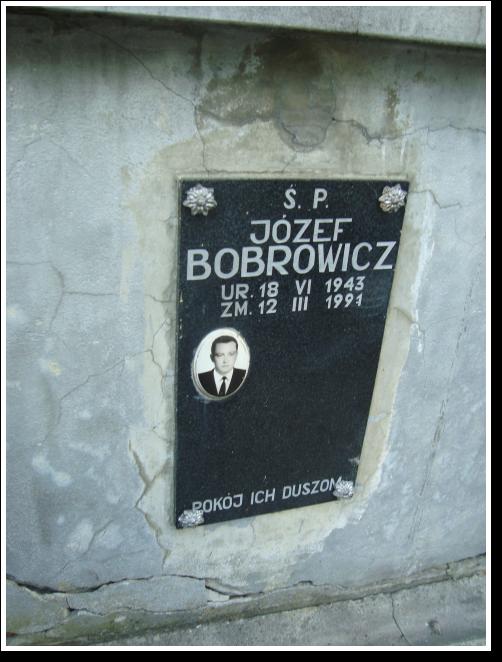 Ś. P.
JÓZEF
BOBROWICZ
UR. 18 VI 1943
ZM. 12 III 1991
POKÓJ ICH DUSZOM